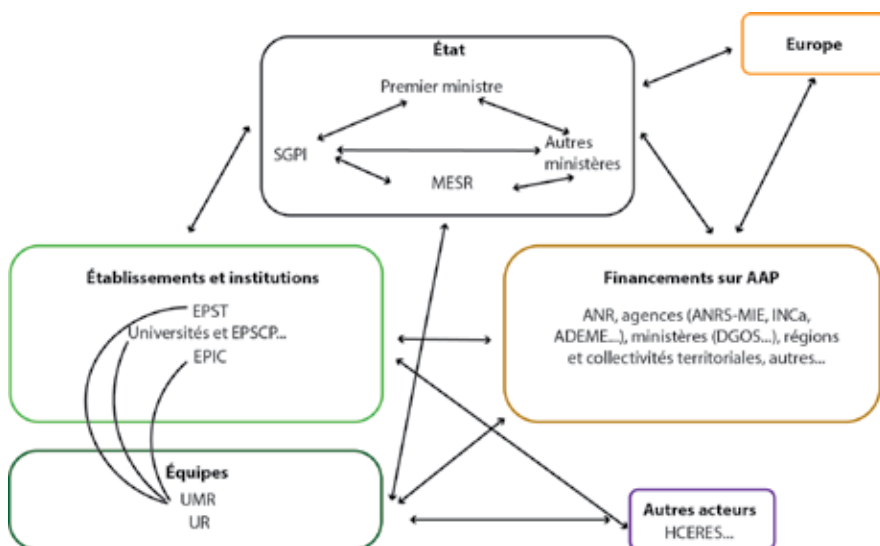 État
Premier ministre
SGPI
Autres
ministères
MESR
Europe
Établissements et institutions
EPST
Universités et EPSCP...
EPIC
Financements sur AAP
ANR, agences (ANRS-MIE, INCa,
ADEME...), ministères (DGOS...), régions
et collectivités territoriales, autres...
Équipes
UMR
UR
Autres acteurs
HCERES...